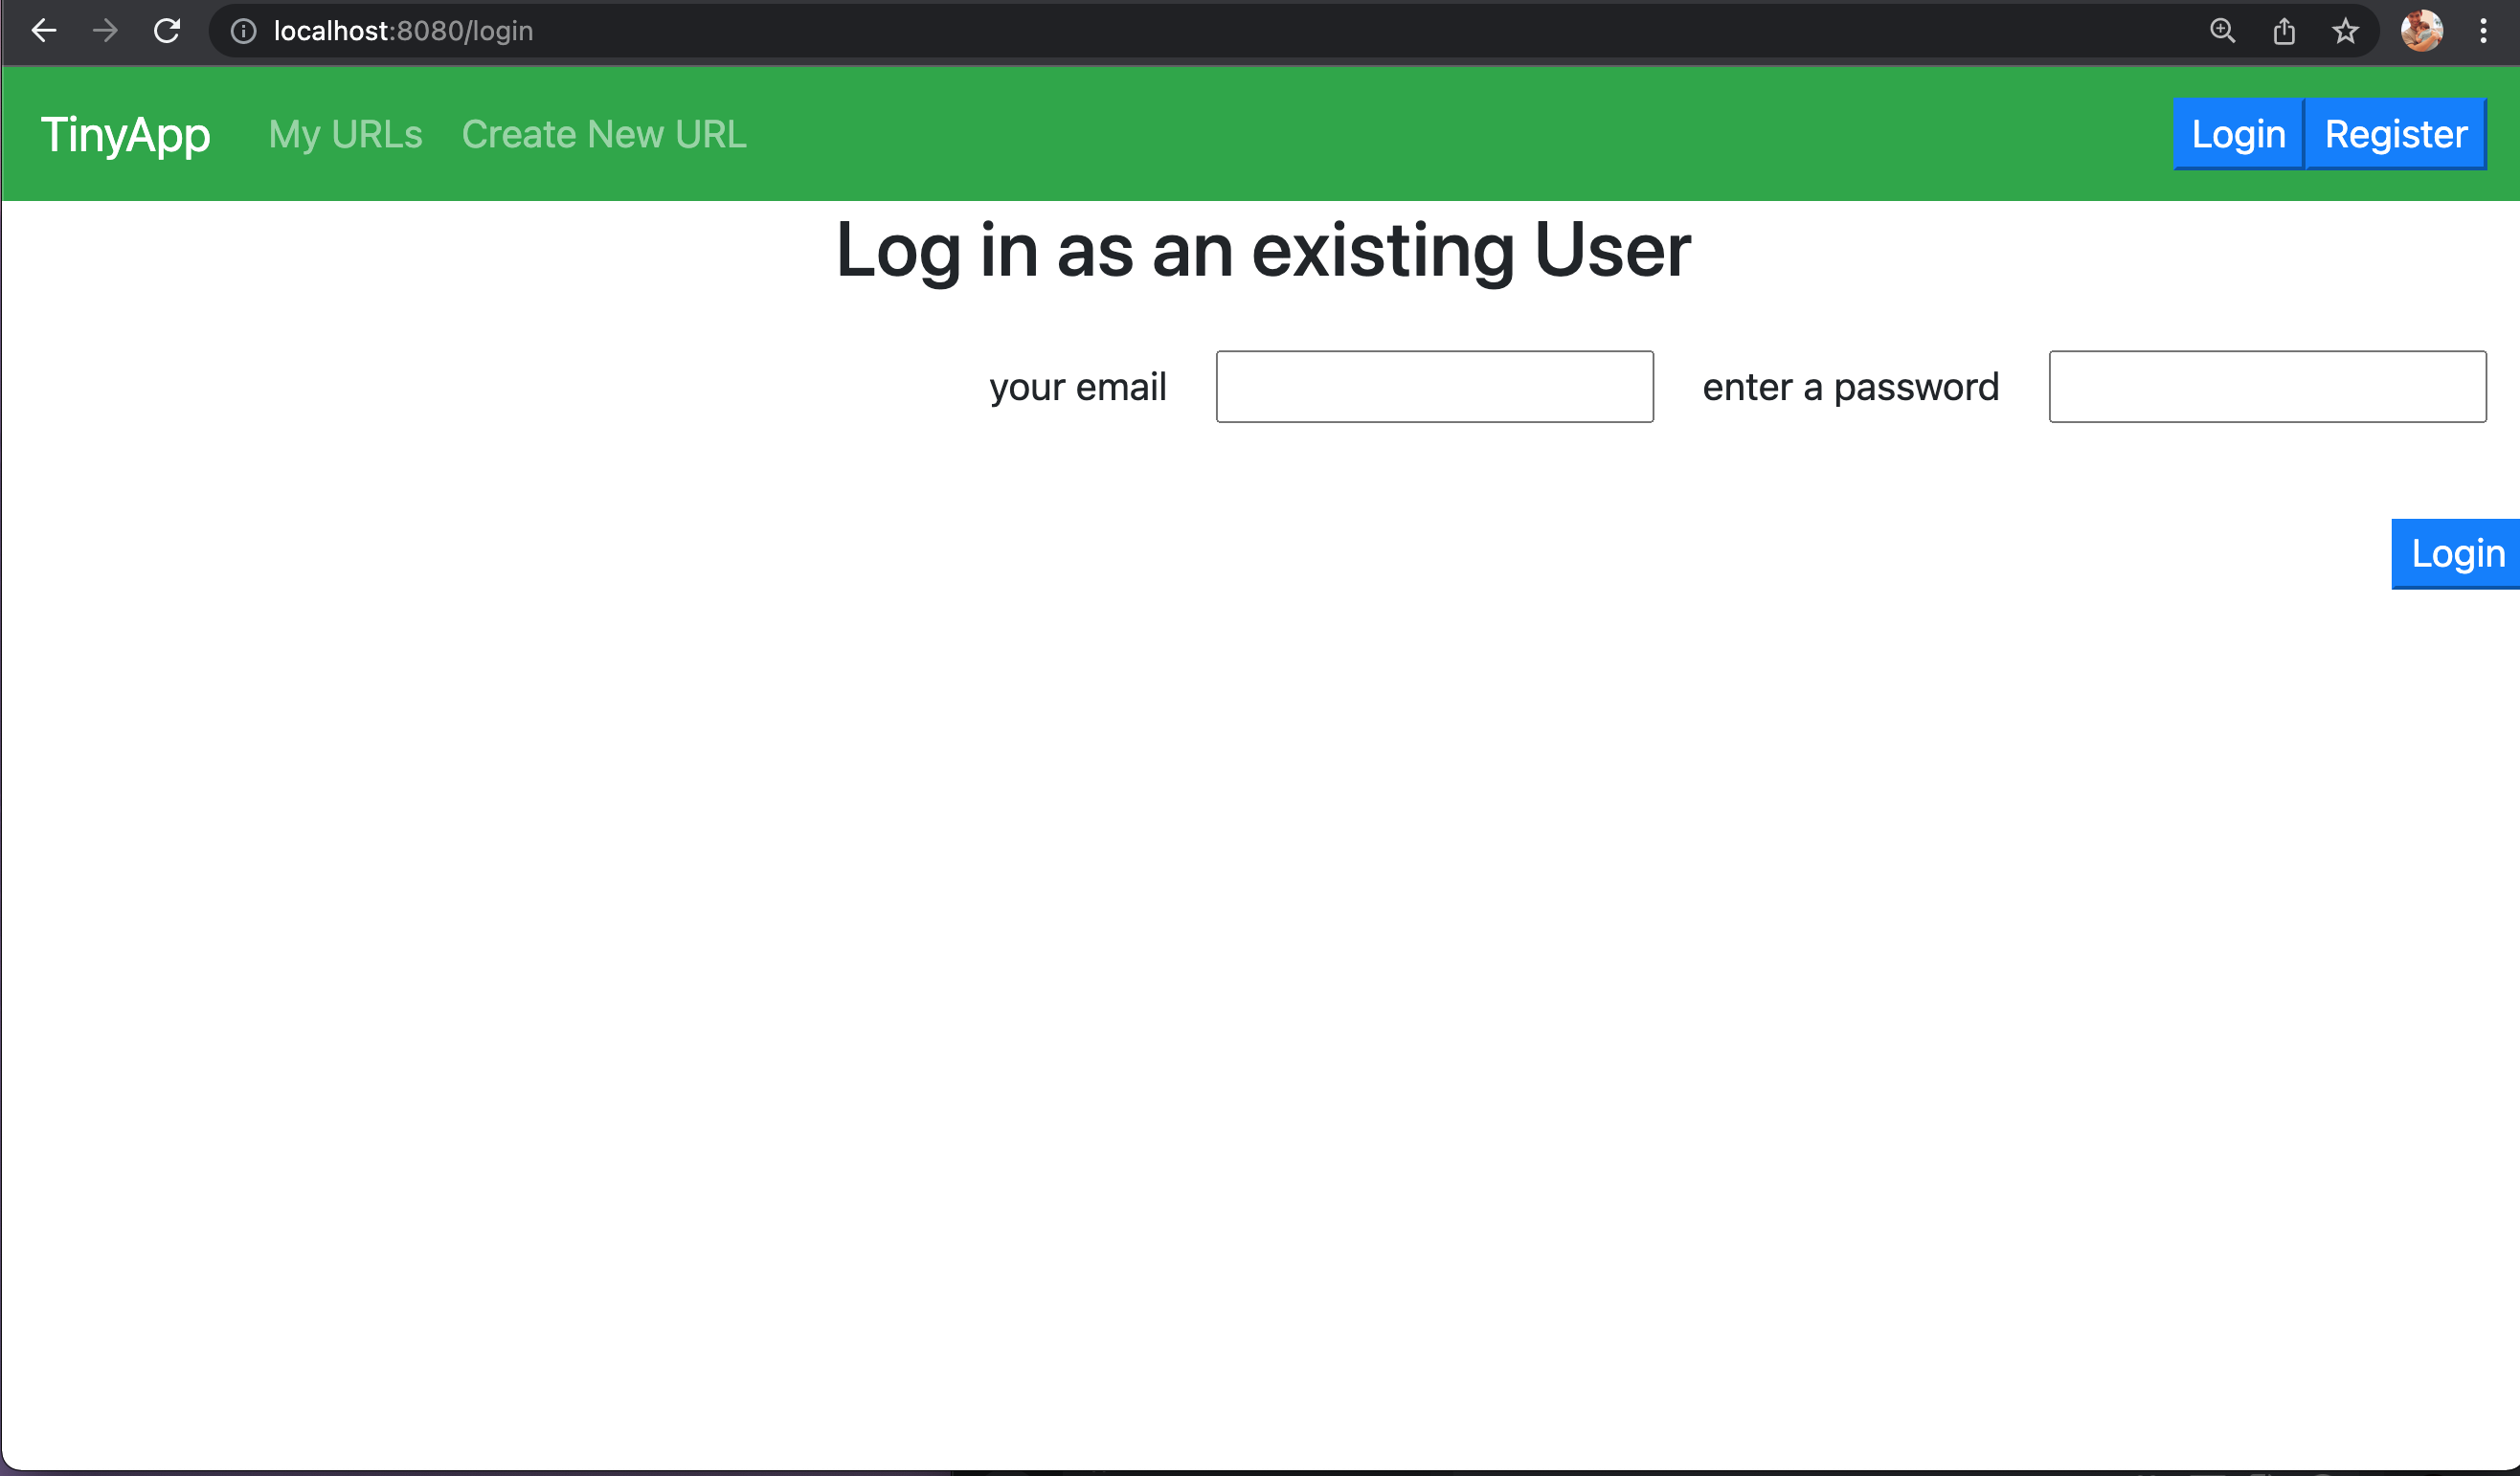 localhost:8080/login
TinyApp My URLs Create New URL Login Register
Log in as an existing User
your email enter a password
Login